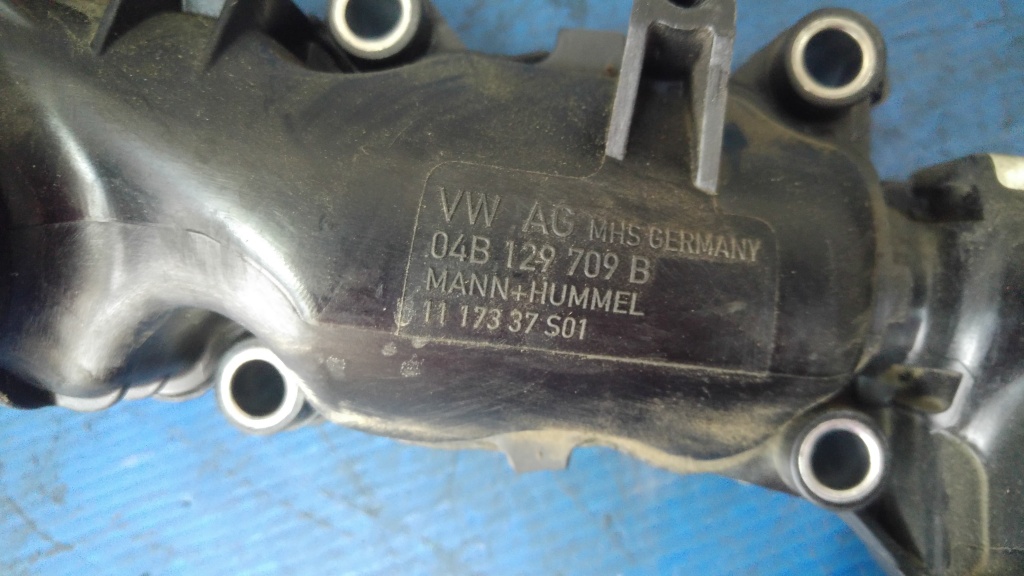 VW AG MHS GERMANY
04B 129 709 B
MANN+HUMMEL
11 173 37 S01